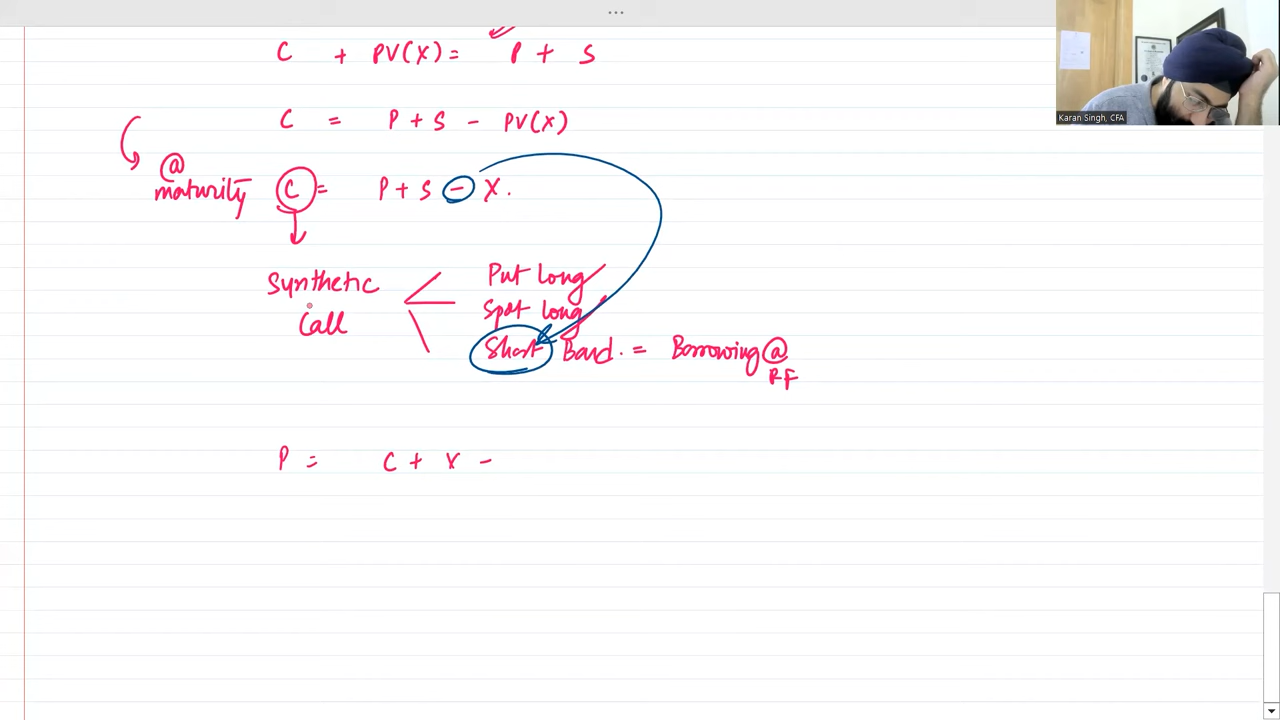 C + PV(X) = P + S
C = P + S - PV(X)
@
maturity C = P + S - X.
Synthetic
Call
Put long
Spot long
Short Bond. = Borrowing @
RF
P = C + X -
Karan Singh, CFA